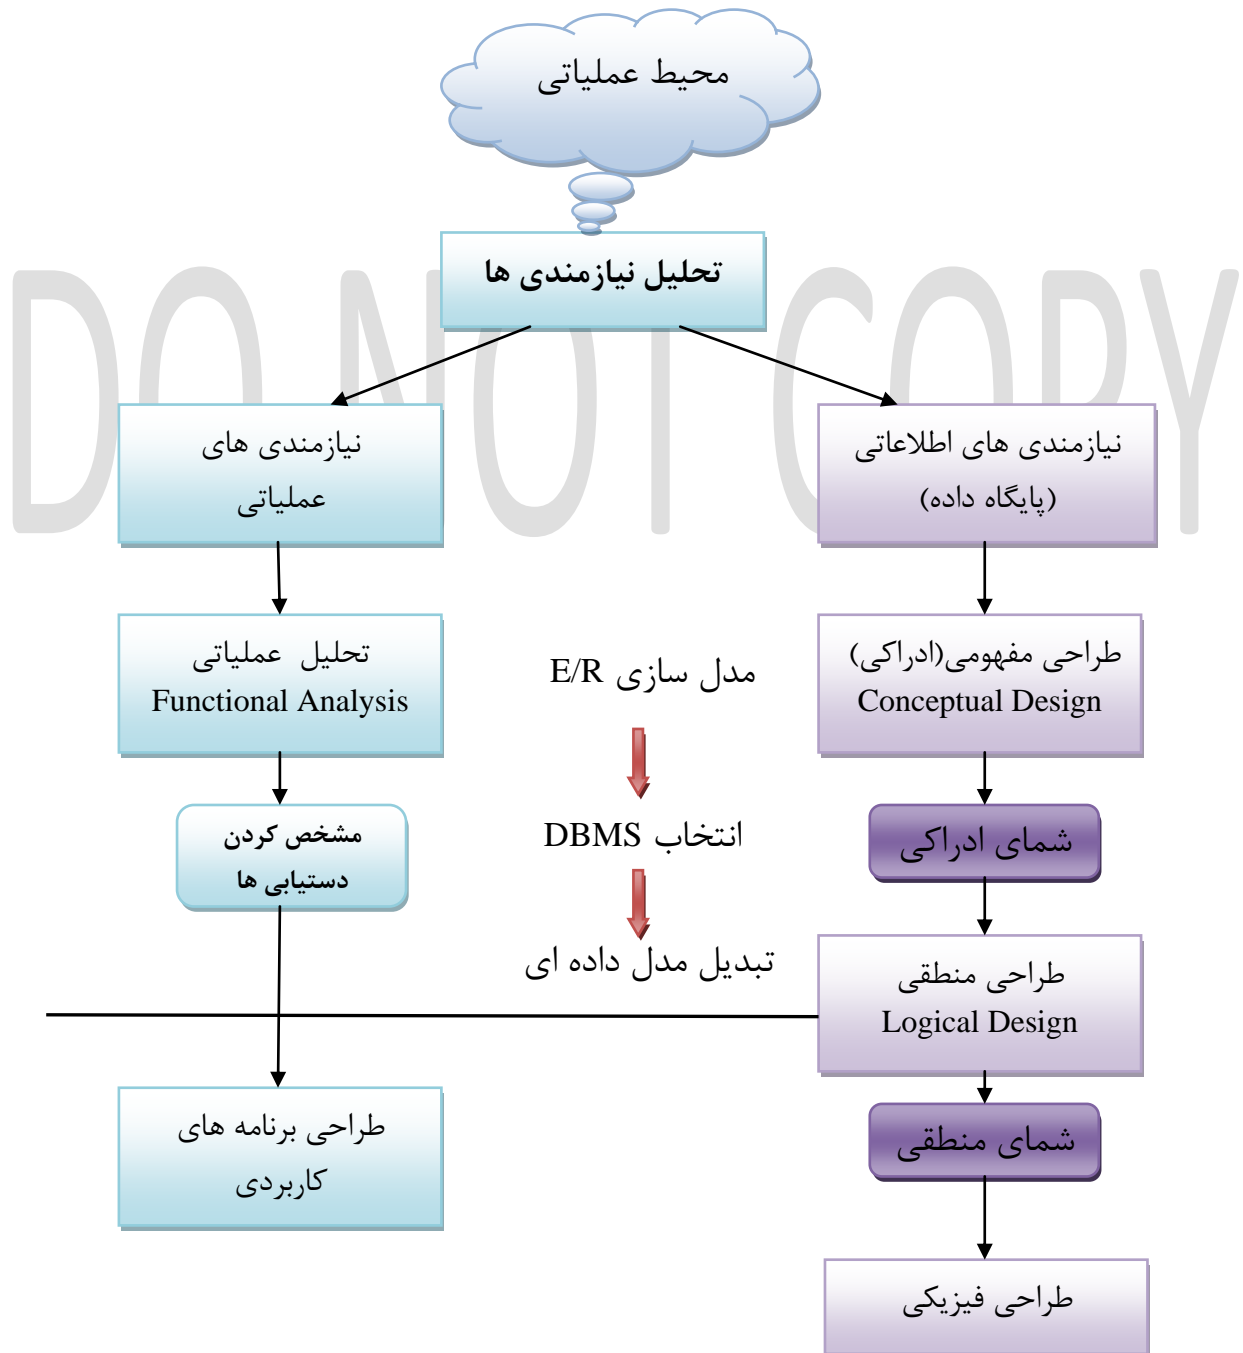 محیط عملیاتی
تحلیل نیازمندی ها
DO NOT COPY
نیازمندی های
عملیاتی
نیازمندی های اطلاعاتی
(پایگاه داده)
تحلیل عملیاتی
Functional Analysis
مدل سازی E/R
طراحی مفهومی(ادراکی)
Conceptual Design
مشخص کردن
دستیابی ها
انتخاب DBMS
شمای ادراکی
تبدیل مدل داده ای
طراحی منطقی
Logical Design
طراحی برنامه های
کاربردی
شمای منطقی
طراحی فیزیکی